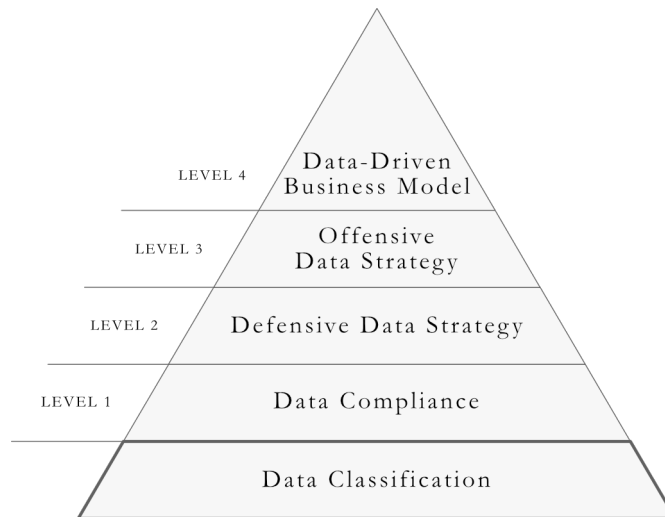 LEVEL 4
Data-Driven
Business Model
LEVEL 3
Offensive
Data Strategy
LEVEL 2
Defensive Data Strategy
LEVEL 1
Data Compliance
Data Classification